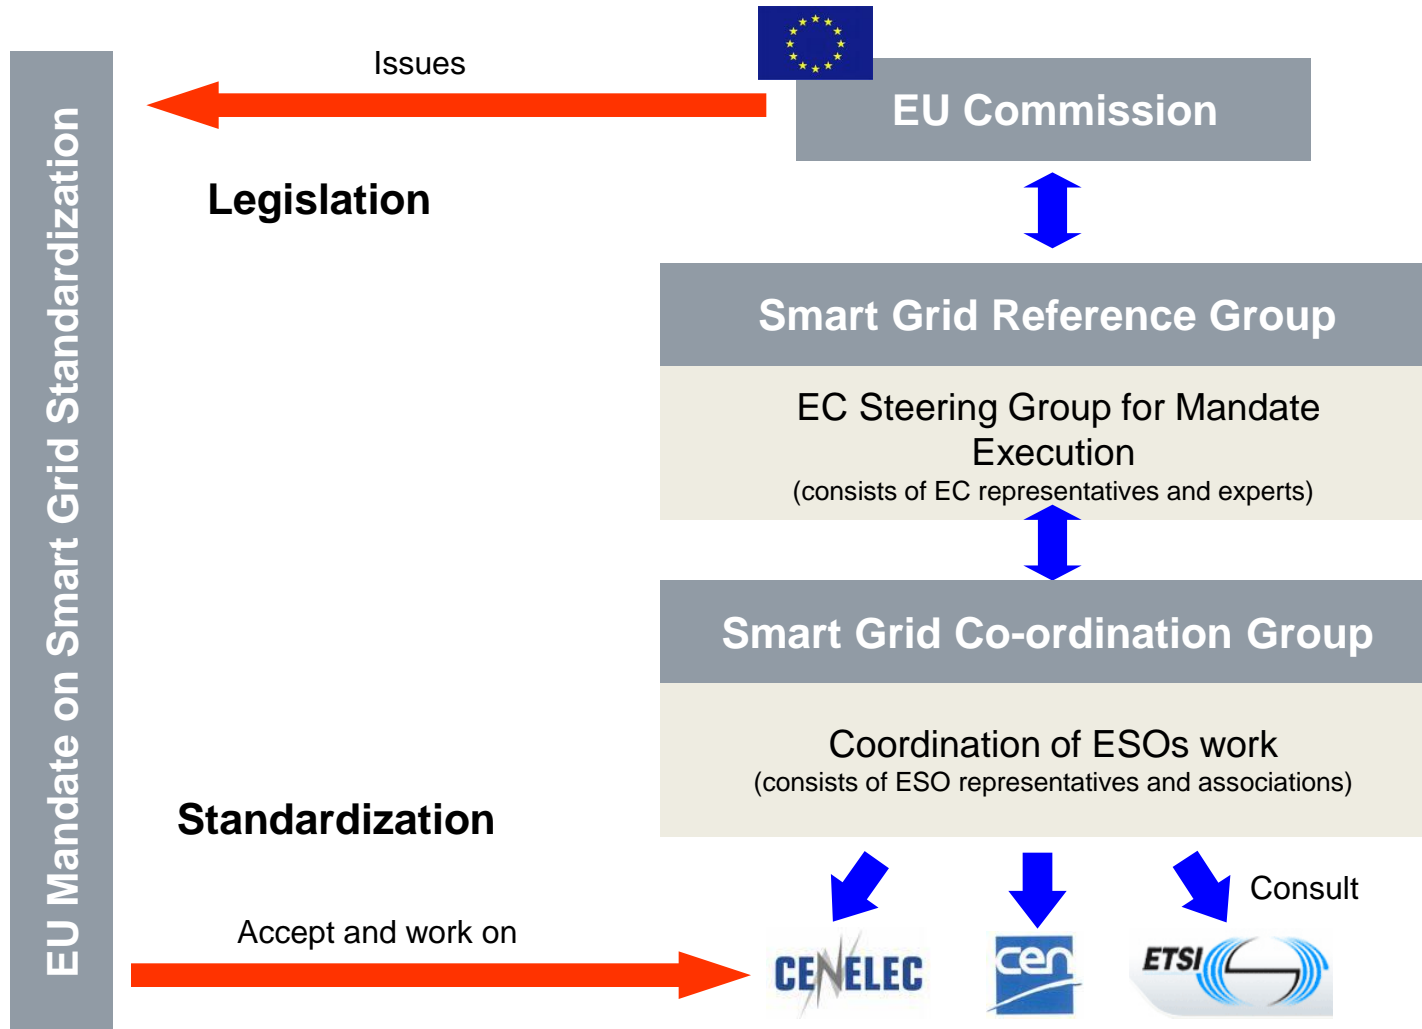 EU Mandate on Smart Grid Standardization
Issues
EU Commission
Legislation
Smart Grid Reference Group
EC Steering Group for Mandate
Execution
(consists of EC representatives and experts)
Smart Grid Co-ordination Group
Coordination of ESOs work
(consists of ESO representatives and associations)
Standardization
Consult
Accept and work on
CENELEC
cen
ETSI